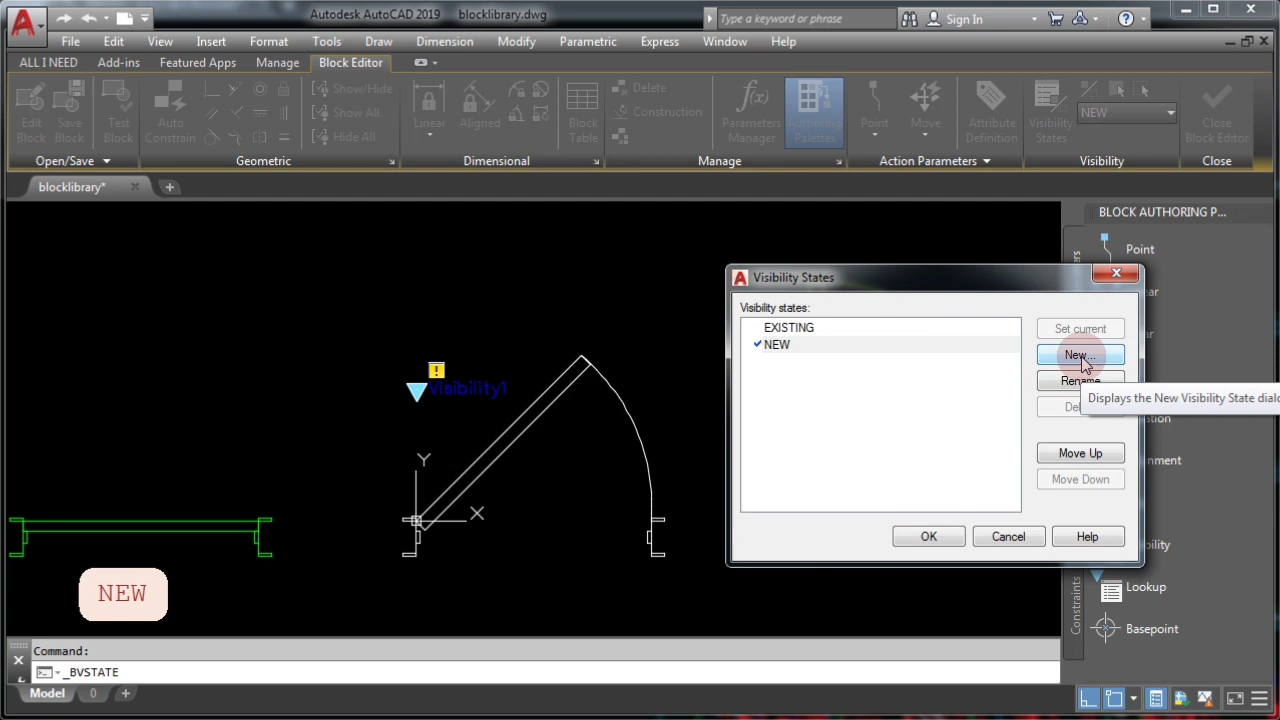 Autodesk AutoCAD 2019 blocklibrary.dwg
Type a keyword or phrase
Sign In
File Edit View Insert Format Tools Draw Dimension Modify Parametric Express Window Help
ALL I NEED Add-ins Featured Apps Manage Block Editor
Edit Block
Save Block
Test Block
Auto Constrain
Show/Hide
Show All
Hide All
Linear
Aligned
Block Table
Delete
Construction
Parameters Manager
Authoring Palettes
Point
Move
Attribute Definition
Visibility States
NEW
Close Block Editor
Open/Save Geometric Dimensional Manage Action Parameters Visibility Close
blocklibrary*
BLOCK AUTHORING P...
Point
Visibility States
Visibility states:
EXISTING
NEW
Set current
New...
Rename
Displays the New Visibility State dialo
Move Up
Move Down
OK Cancel Help
!
Visibility1
Y
X
Lookup
Basepoint
Constraints
NEW
Command:
_BVSTATE
Model 0